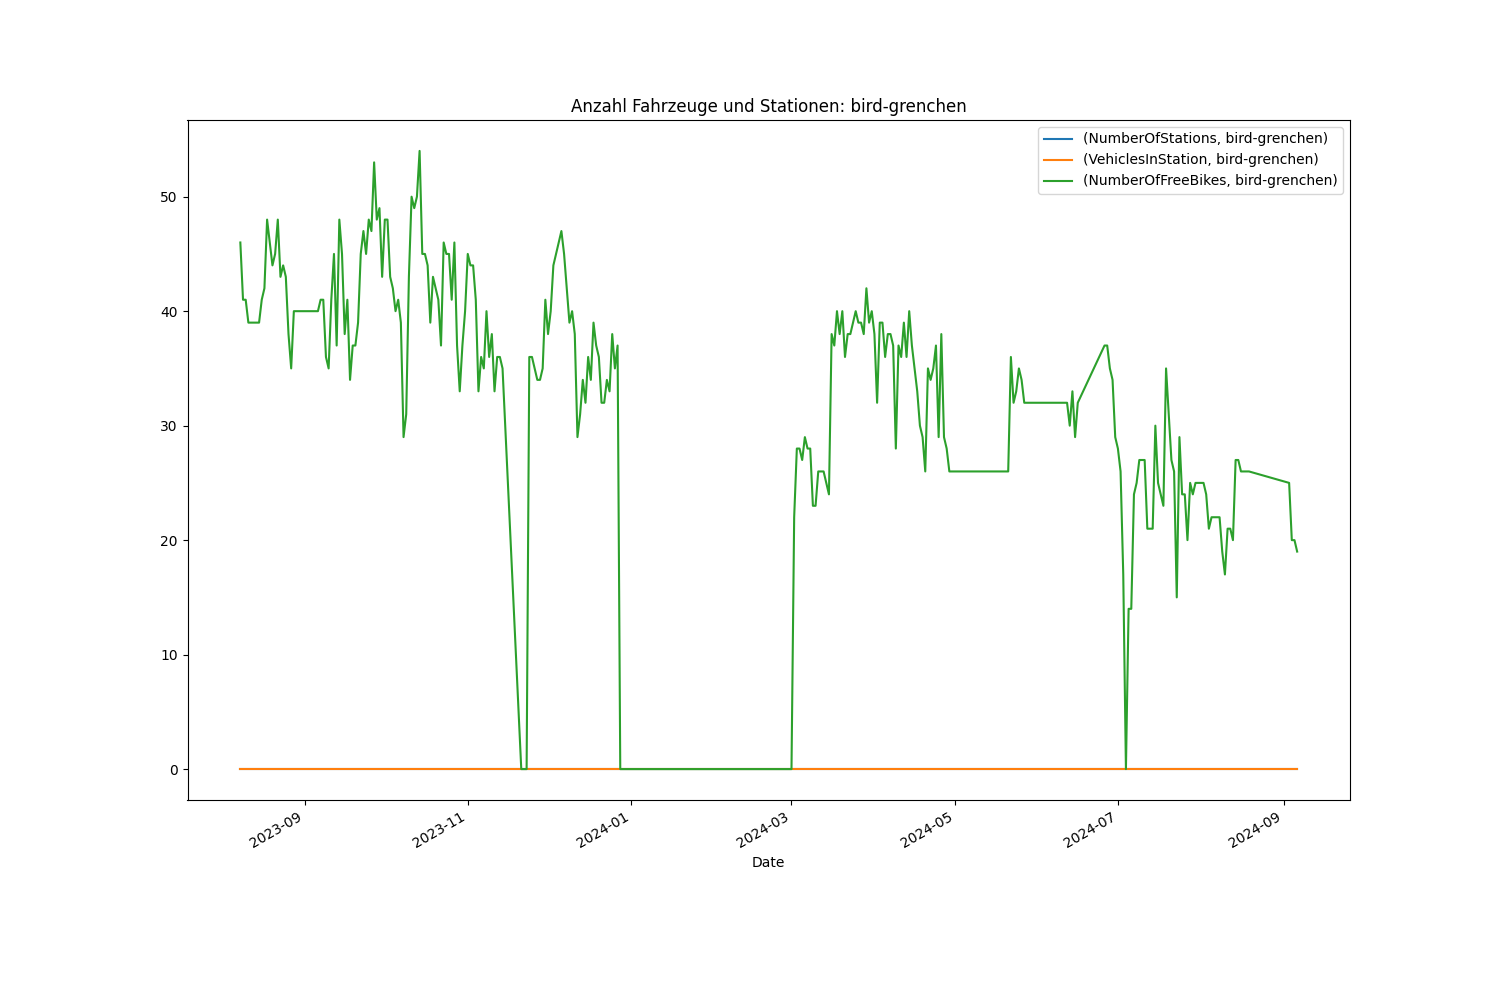 Anzahl Fahrzeuge und Stationen: bird-grenchen
(NumberOfStations, bird-grenchen)
(VehiclesInStation, bird-grenchen)
(NumberOfFreeBikes, bird-grenchen)
50
40
30
20
10
0
2023-09
2023-11
2024-01
2024-03
2024-05
2024-07
2024-09
Date